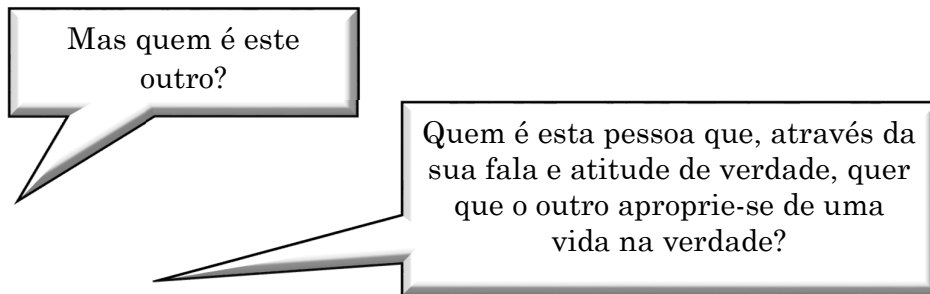 Mas quem é este
outro?
Quem é esta pessoa que, através da
sua fala e atitude de verdade, quer
que o outro aproprie-se de uma
vida na verdade?